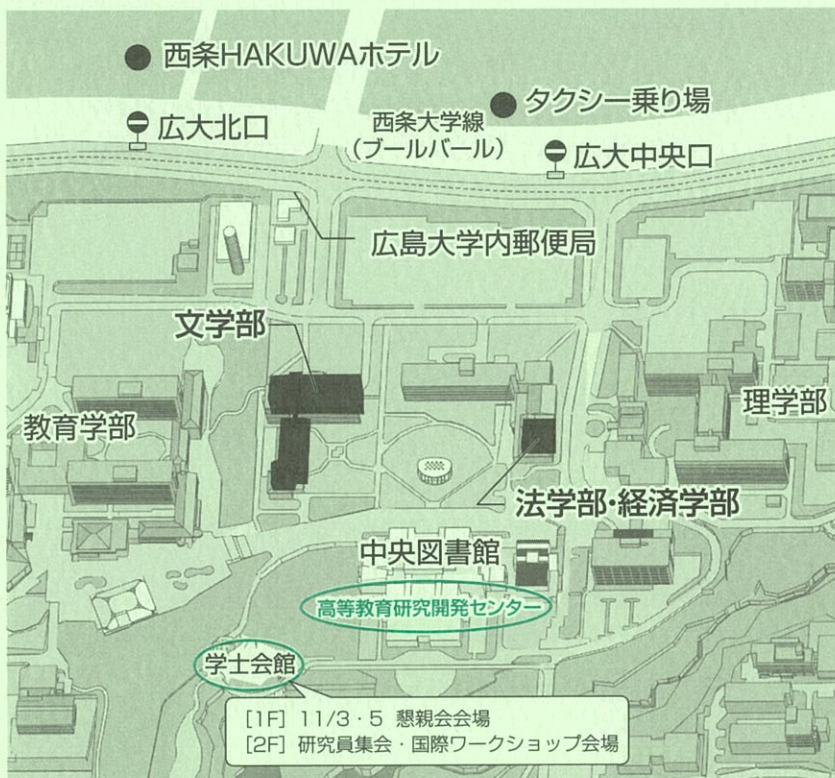 西条HAKUWAホテル
タクシー乗り場
広大北口
西条大学線
(ブールバール)
広大中央口
広島大学内郵便局
文学部
教育学部
理学部
法学部・経済学部
中央図書館
高等教育研究開発センター
学士会館
[1F] 11/3・5 懇親会会場
[2F] 研究員集会・国際ワークショップ会場